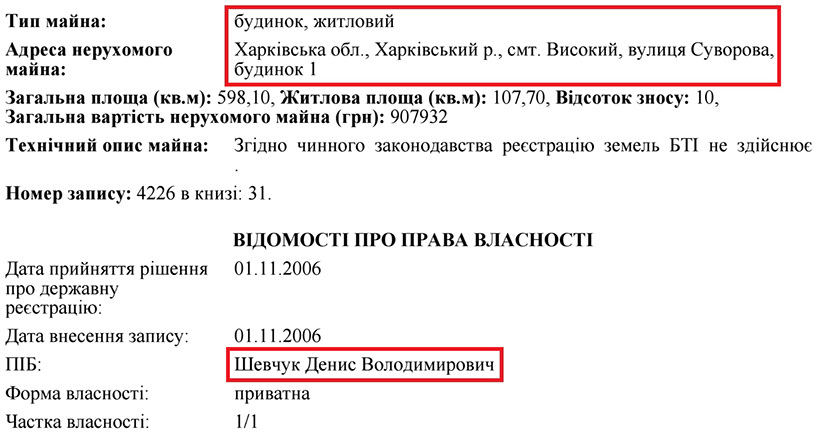 Тип майна: будинок, житловий
Адреса нерухомого Харківська обл., Харківський р., смт. Високий, вулиця Суворова,
майна: будинок 1
Загальна площа (кв.м): 598,10, Житлова площа (кв.м): 107,70, Відсоток зносу: 10,
Загальна вартість нерухомого майна (грн): 907932
Технічний опис майна: Згідно чинного законодавства реєстрацію земель БТІ не здійснює
.
Номер запису: 4226 в книзі: 31.
ВІДОМОСТІ ПРО ПРАВА ВЛАСНОСТІ
Дата прийняття рішення 01.11.2006
про державну
реєстрацію:
Дата внесення запису: 01.11.2006
ПІБ: Шевчук Денис Володимирович
Форма власності: приватна
Частка власності: 1/1